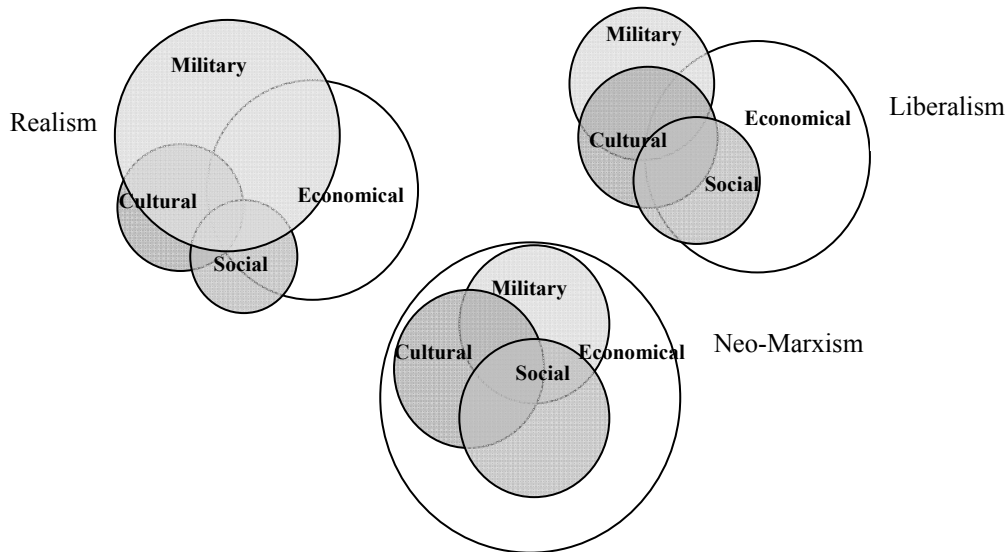 Realism
Military
Cultural
Economical
Social
Military
Economical
Cultural
Social
Liberalism
Military
Cultural
Economical
Social
Neo-Marxism